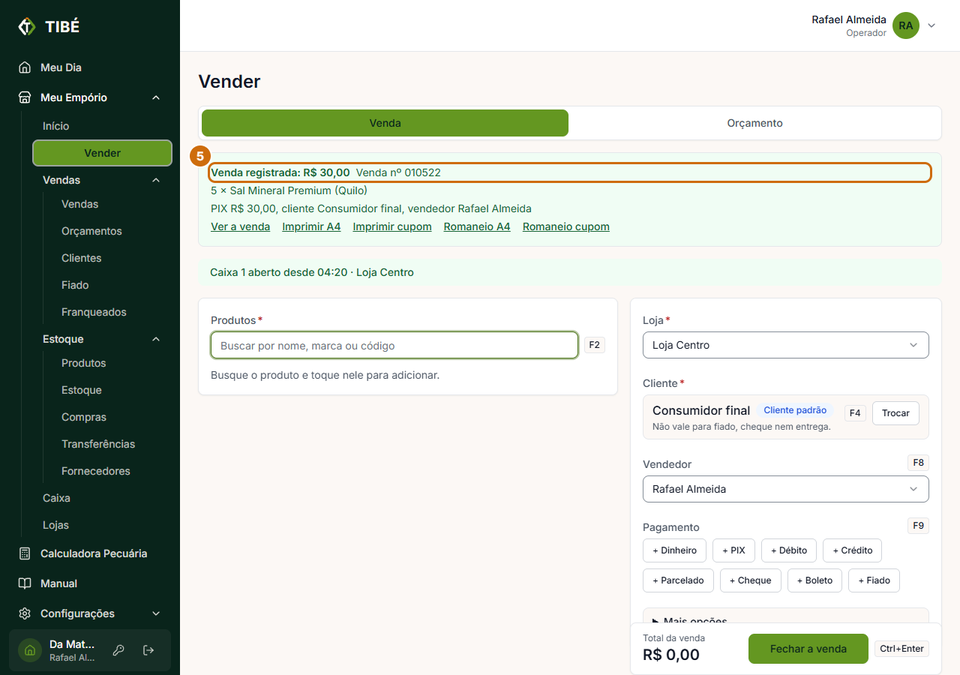 TIBÉ
Meu Dia
Meu Empório
Início
Vender
Vendas
Vendas
Orçamentos
Clientes
Fiado
Franqueados
Estoque
Produtos
Estoque
Compras
Transferências
Fornecedores
Caixa
Lojas
Calculadora Pecuária
Manual
Configurações
Da Mat...
Rafael Al...
Rafael Almeida
Operador
RA
Vender
Venda
Orçamento
5
Venda registrada: R$ 30,00 Venda nº 010522
5 × Sal Mineral Premium (Quilo)
PIX R$ 30,00, cliente Consumidor final, vendedor Rafael Almeida
Ver a venda Imprimir A4 Imprimir cupom Romaneio A4 Romaneio cupom
Caixa 1 aberto desde 04:20 · Loja Centro
Produtos *
Buscar por nome, marca ou código F2
Busque o produto e toque nele para adicionar.
Loja *
Loja Centro
Cliente *
Consumidor final Cliente padrão F4 Trocar
Não vale para fiado, cheque nem entrega.
Vendedor F8
Rafael Almeida
Pagamento F9
+ Dinheiro + PIX + Débito + Crédito
+ Parcelado + Cheque + Boleto + Fiado
Mais opções
Total da venda
R$ 0,00
Fechar a venda Ctrl+Enter